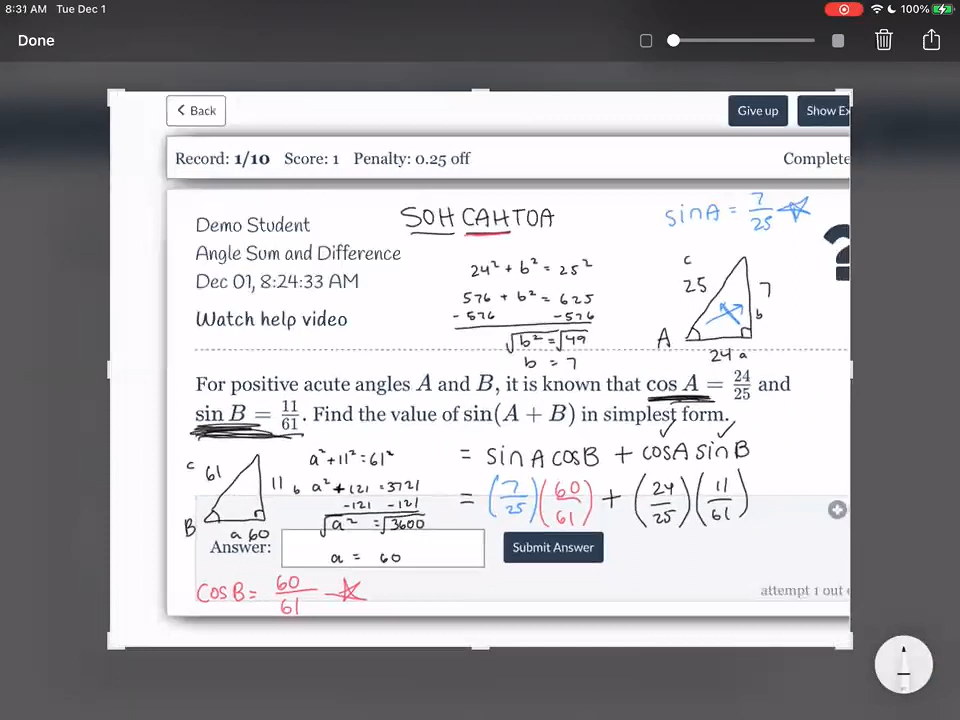 8:31 AM Tue Dec 1
100%
Done
Back
Give up
Show Ex
Record: 1/10 Score: 1 Penalty: 0.25 off
Complete
Demo Student
SOH CAHTOA
sin A = 7/25
Angle Sum and Difference
Dec 01, 8:24:33 AM
Watch help video
24² + b² = 25²
576 + b² = 625
- 576 - 576
√b² = √49
b = 7
c
25
7
b
A
24 a
For positive acute angles A and B, it is known that cos A = 24/25 and
sin B = 11/61. Find the value of sin(A + B) in simplest form.
= sin A cos B + cos A sin B
= (7/25)(60/61) + (24/25)(11/61)
c 61
11 b
B
a 60
a² + 11² = 61²
a² + 121 = 3721
-121 -121
√a² = √3600
a = 60
Answer:
Submit Answer
cos B = 60/61
attempt 1 out